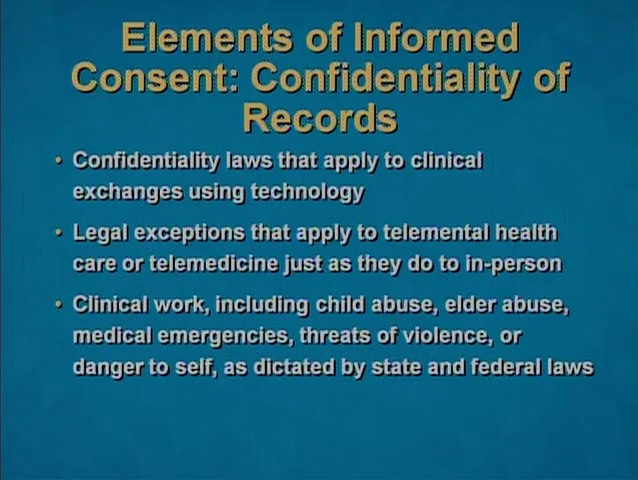 Elements of Informed
Consent: Confidentiality of
Records
• Confidentiality laws that apply to clinical
exchanges using technology
• Legal exceptions that apply to telemental health
care or telemedicine just as they do to in-person
• Clinical work, including child abuse, elder abuse,
medical emergencies, threats of violence, or
danger to self, as dictated by state and federal laws